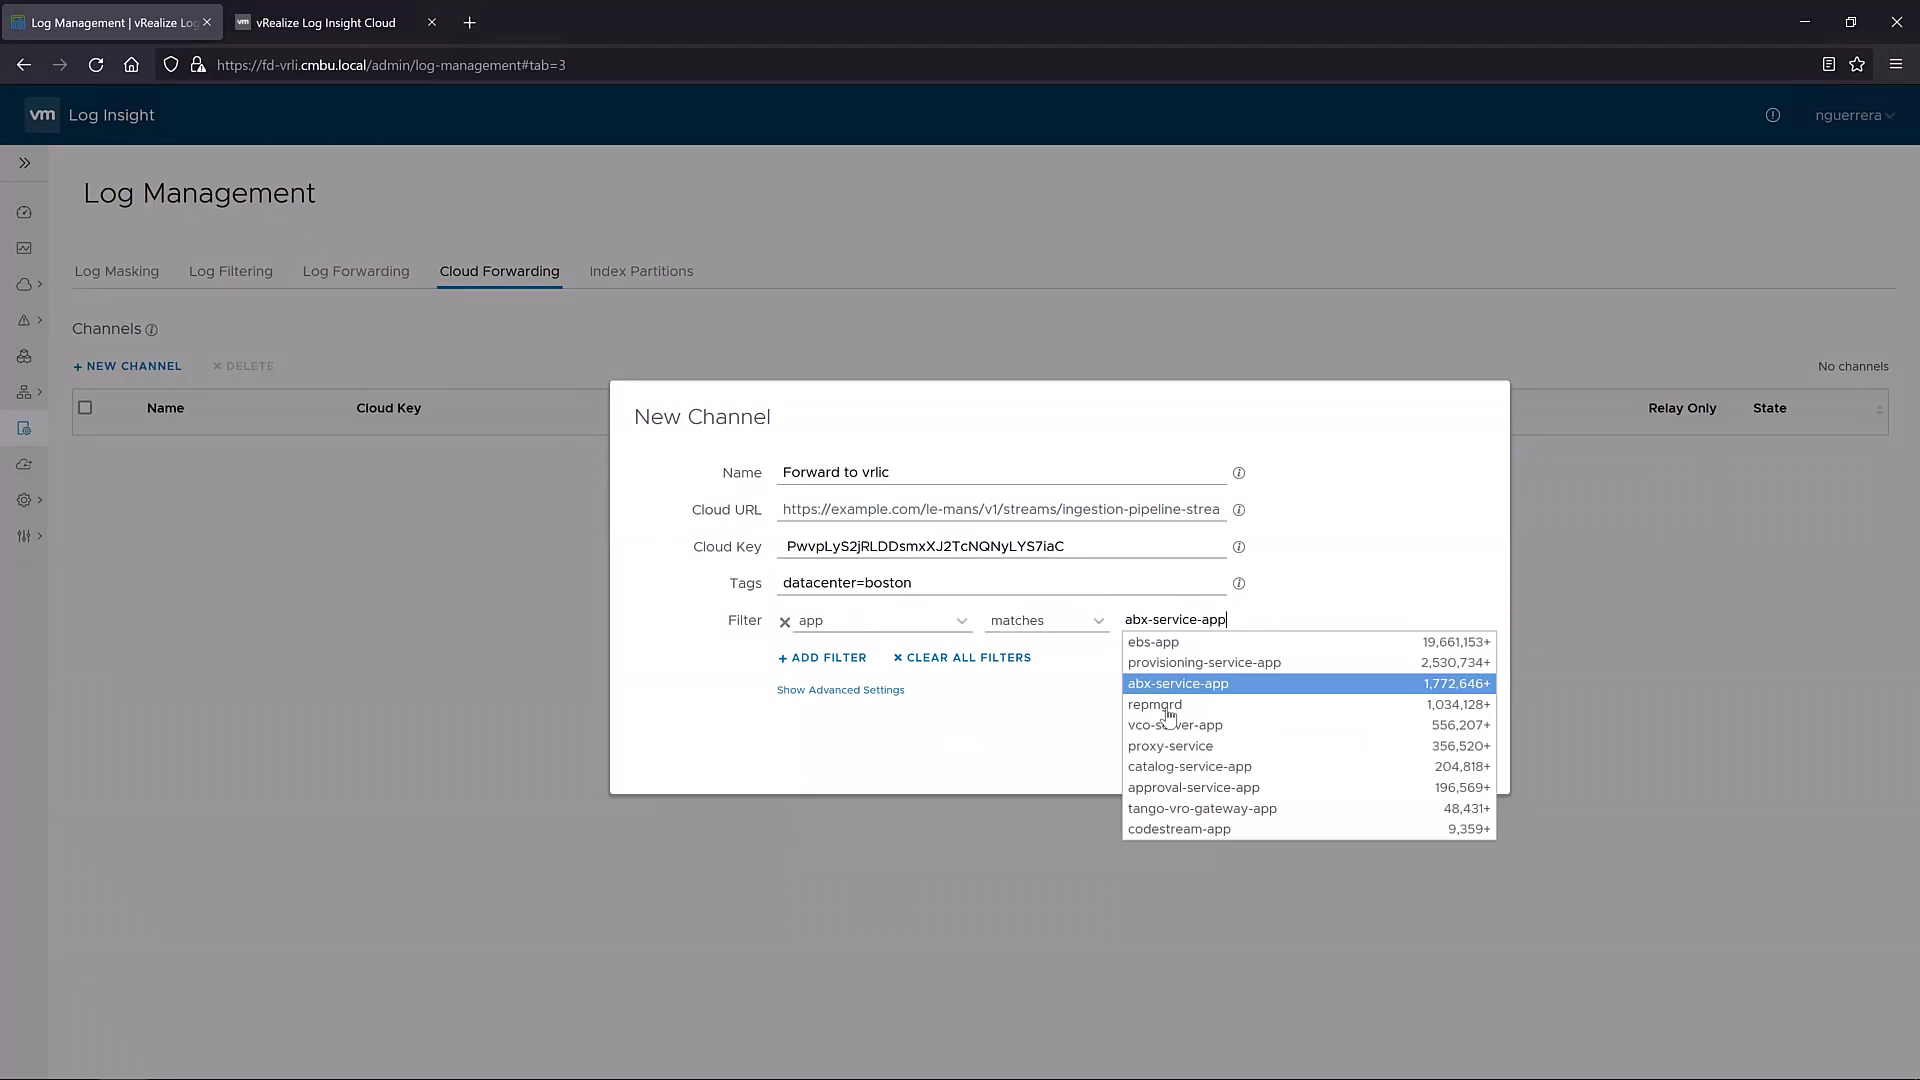 Log Management | vRealize Log
vRealize Log Insight Cloud
https://fd-vrli.cmbu.local/admin/log-management#tab=3
vm Log Insight
nguerrera
Log Management
Log Masking Log Filtering Log Forwarding Cloud Forwarding Index Partitions
Channels
+ NEW CHANNEL × DELETE No channels
Name Cloud Key Relay Only State
New Channel
Name Forward to vrlic
Cloud URL https://example.com/le-mans/v1/streams/ingestion-pipeline-strea
Cloud Key PwvpLyS2jRLDDsmxXJ2TcNQNyLYS7iaC
Tags datacenter=boston
Filter × app matches abx-service-app
ebs-app 19,661,153+
+ ADD FILTER × CLEAR ALL FILTERS
provisioning-service-app 2,530,734+
abx-service-app 1,772,646+
Show Advanced Settings
repmgrd 1,034,128+
vco-server-app 556,207+
proxy-service 356,520+
catalog-service-app 204,818+
approval-service-app 196,569+
tango-vro-gateway-app 48,431+
codestream-app 9,359+